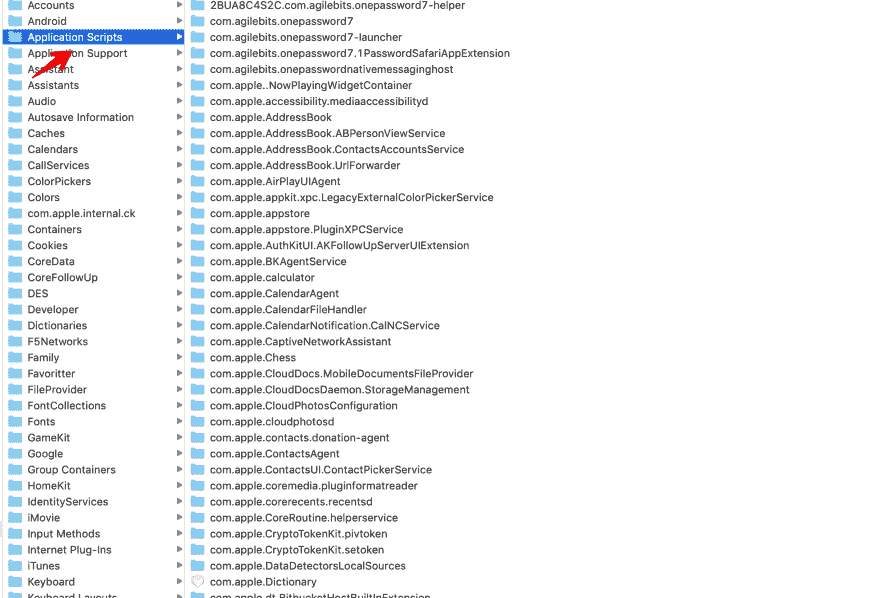 Accounts
Android
Application Scripts
Application Support
Assistant
Assistants
Audio
Autosave Information
Caches
Calendars
CallServices
ColorPickers
Colors
com.apple.internal.ck
Containers
Cookies
CoreData
CoreFollowUp
DES
Developer
Dictionaries
F5Networks
Family
Favoritter
FileProvider
FontCollections
Fonts
GameKit
Google
Group Containers
HomeKit
IdentityServices
iMovie
Input Methods
Internet Plug-Ins
iTunes
Keyboard
Keyboard Layouts
2BUA8C4S2C.com.agilebits.onepassword7-helper
com.agilebits.onepassword7
com.agilebits.onepassword7-launcher
com.agilebits.onepassword7.1PasswordSafariAppExtension
com.agilebits.onepasswordnativemessaginghost
com.apple..NowPlayingWidgetContainer
com.apple.accessibility.mediaaccessibilityd
com.apple.AddressBook
com.apple.AddressBook.ABPersonViewService
com.apple.AddressBook.ContactsAccountsService
com.apple.AddressBook.UrlForwarder
com.apple.AirPlayUIAgent
com.apple.appkit.xpc.LegacyExternalColorPickerService
com.apple.appstore
com.apple.appstore.PluginXPCService
com.apple.AuthKitUI.AKFollowUpServerUIExtension
com.apple.BKAgentService
com.apple.calculator
com.apple.CalendarAgent
com.apple.CalendarFileHandler
com.apple.CalendarNotification.CalNCService
com.apple.CaptiveNetworkAssistant
com.apple.Chess
com.apple.CloudDocs.MobileDocumentsFileProvider
com.apple.CloudDocsDaemon.StorageManagement
com.apple.CloudPhotosConfiguration
com.apple.cloudphotosd
com.apple.contacts.donation-agent
com.apple.ContactsAgent
com.apple.ContactsUI.ContactPickerService
com.apple.coremedia.pluginformatreader
com.apple.corerecents.recentsd
com.apple.CoreRoutine.helperservice
com.apple.CryptoTokenKit.pivtoken
com.apple.CryptoTokenKit.setoken
com.apple.DataDetectorsLocalSources
com.apple.Dictionary
com.apple.dt.BitbucketHostBuiltInExtension